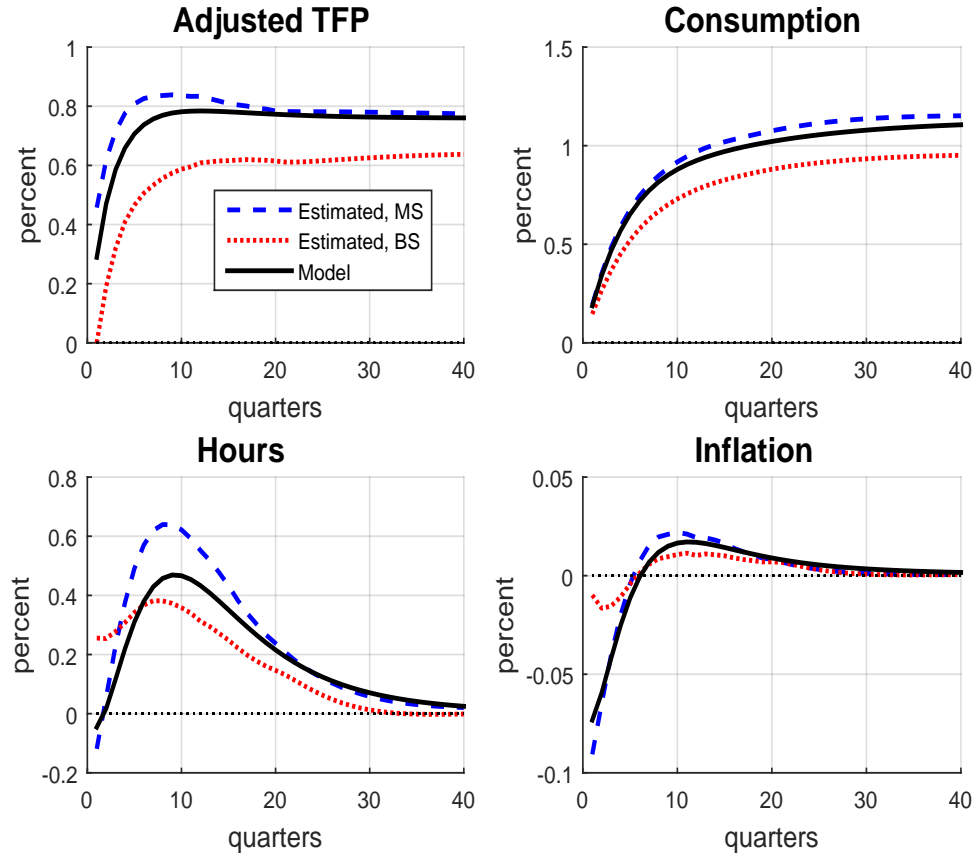 Adjusted TFP
1
0.8
0.6
0.4
0.2
0
percent
0 10 20 30 40
quarters
Estimated, MS
Estimated, BS
Model
Consumption
1.5
1
0.5
0
percent
0 10 20 30 40
quarters
Hours
0.8
0.6
0.4
0.2
0
-0.2
percent
0 10 20 30 40
quarters
Inflation
0.05
0
-0.05
-0.1
percent
0 10 20 30 40
quarters